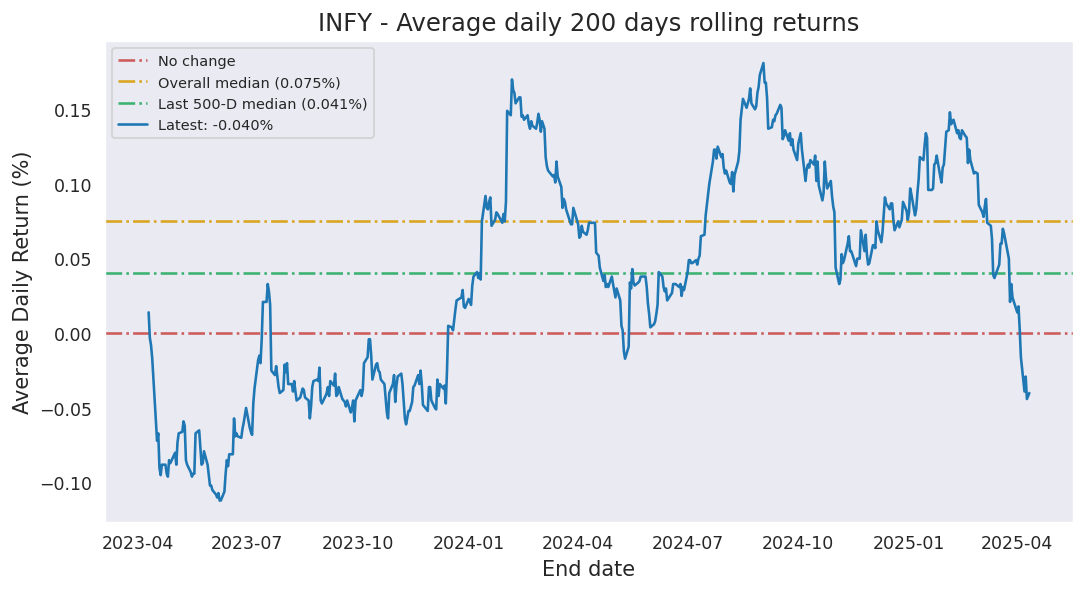 INFY - Average daily 200 days rolling returns
No change
Overall median (0.075%)
Last 500-D median (0.041%)
Latest: -0.040%
Average Daily Return (%)
0.15
0.10
0.05
0.00
−0.05
−0.10
2023-04 2023-07 2023-10 2024-01 2024-04 2024-07 2024-10 2025-01 2025-04
End date